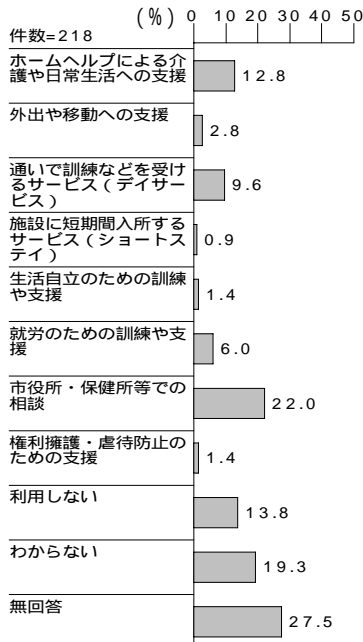 (%)
0 10 20 30 40 50
件数=218
ホームヘルプによる介
護や日常生活への支援
12.8
外出や移動への支援
2.8
通いで訓練などを受け
るサービス(デイサー
ビス)
9.6
施設に短期間入所する
サービス(ショートス
テイ)
0.9
生活自立のための訓練
や支援
1.4
就労のための訓練や支
援
6.0
市役所・保健所等での
相談
22.0
権利擁護・虐待防止の
ための支援
1.4
利用しない
13.8
わからない
19.3
無回答
27.5